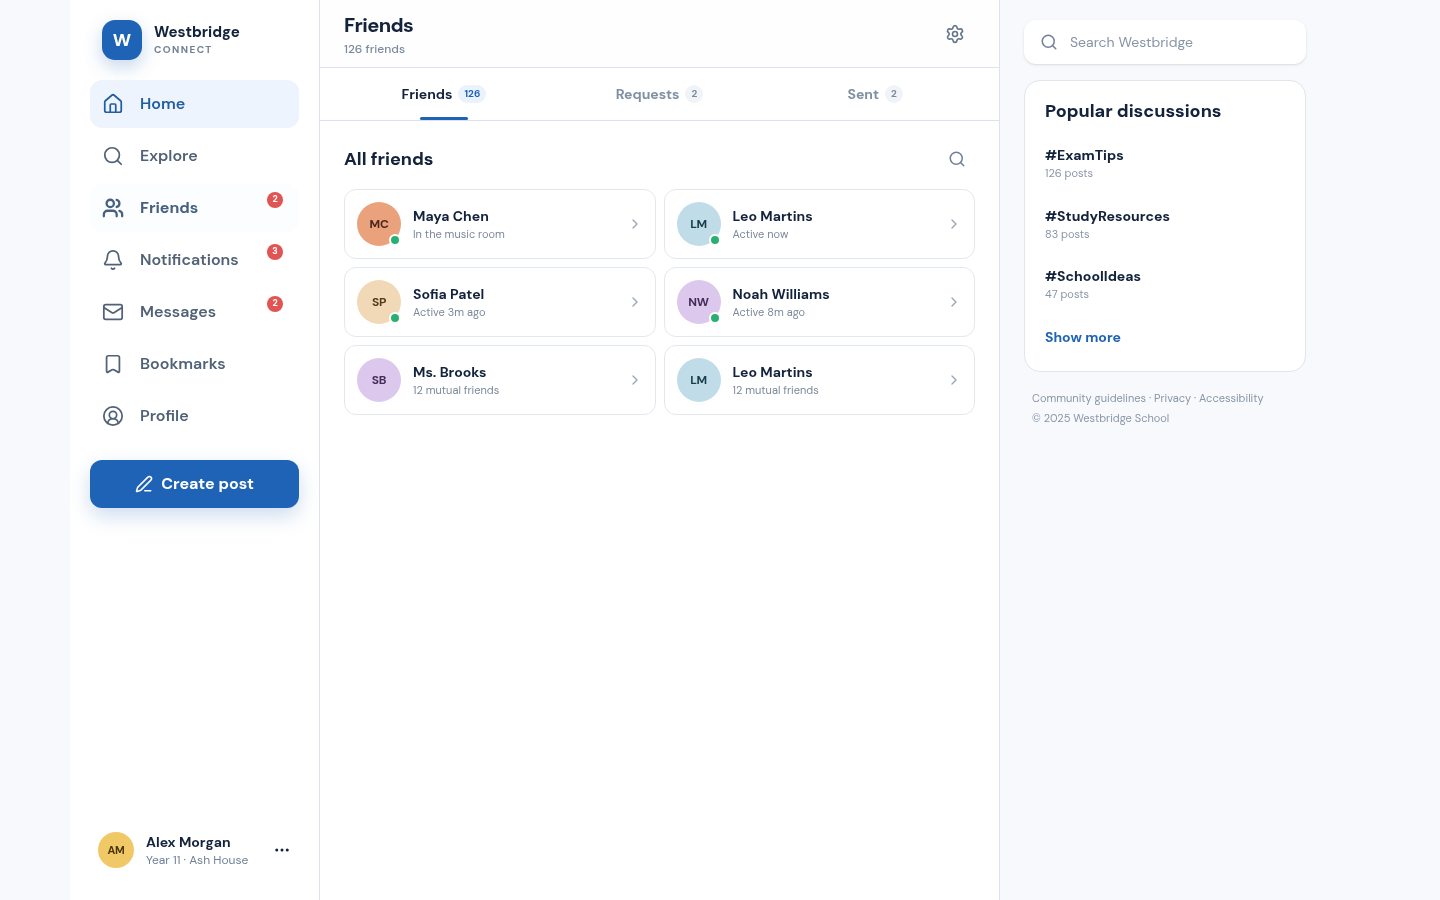 W
Westbridge
CONNECT
Home
Explore
Friends 2
Notifications 3
Messages 2
Bookmarks
Profile
Create post
AM
Alex Morgan
Year 11 · Ash House
Friends
126 friends
Friends 126
Requests 2
Sent 2
All friends
MC
Maya Chen
In the music room
LM
Leo Martins
Active now
SP
Sofia Patel
Active 3m ago
NW
Noah Williams
Active 8m ago
SB
Ms. Brooks
12 mutual friends
LM
Leo Martins
12 mutual friends
Search Westbridge
Popular discussions
#ExamTips
126 posts
#StudyResources
83 posts
#SchoolIdeas
47 posts
Show more
Community guidelines · Privacy · Accessibility
© 2025 Westbridge School